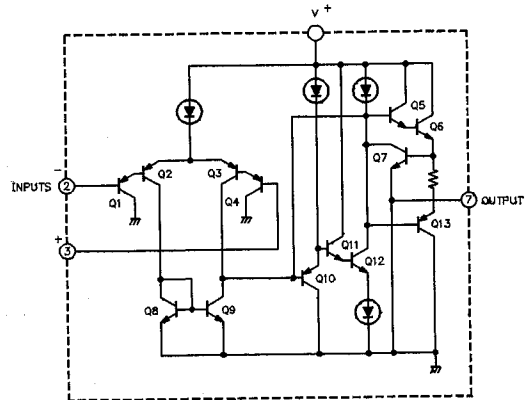 V +
Q5
Q6
Q7
Q2
Q3
−
INPUTS 2
Q1
Q4
7 OUTPUT
+
3
Q13
Q11
Q12
Q10
Q8
Q9